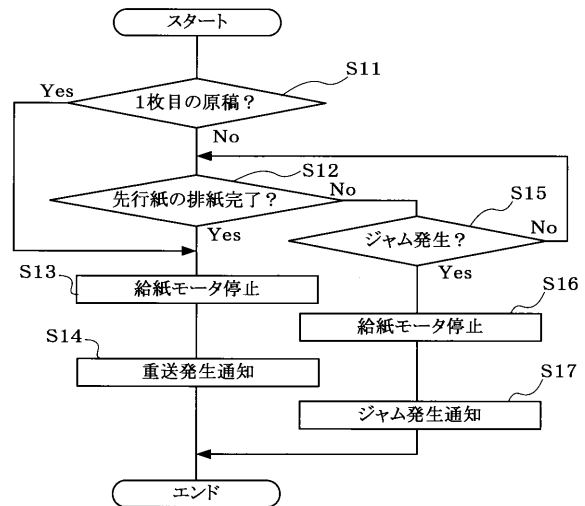 スタート
S11
Yes
1枚目の原稿?
No
S12
先行紙の排紙完了?
No
S15
Yes
ジャム発生?
No
S13
Yes
給紙モータ停止
S16
給紙モータ停止
S14
重送発生通知
S17
ジャム発生通知
エンド